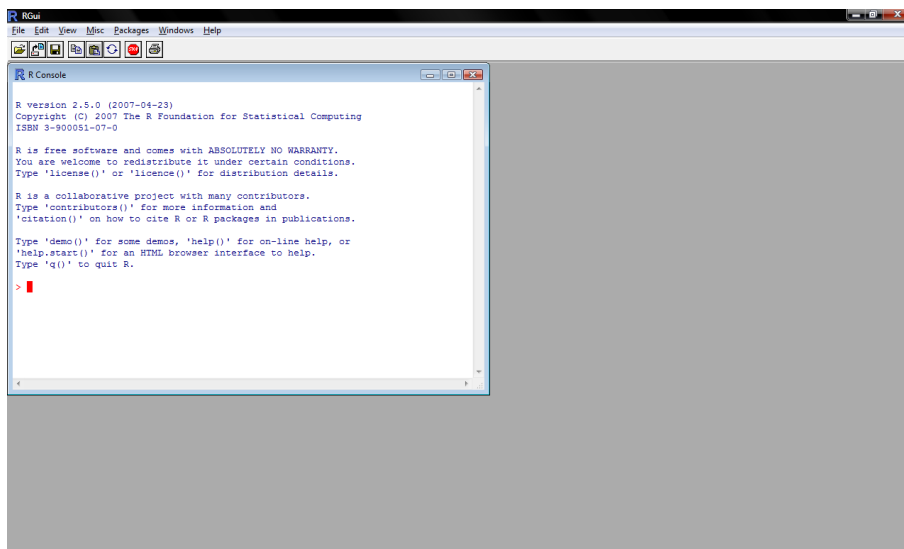 RGui
File Edit View Misc Packages Windows Help
STOP
R Console
R version 2.5.0 (2007-04-23)
Copyright (C) 2007 The R Foundation for Statistical Computing
ISBN 3-900051-07-0
R is free software and comes with ABSOLUTELY NO WARRANTY.
You are welcome to redistribute it under certain conditions.
Type 'license()' or 'licence()' for distribution details.
R is a collaborative project with many contributors.
Type 'contributors()' for more information and
'citation()' on how to cite R or R packages in publications.
Type 'demo()' for some demos, 'help()' for on-line help, or
'help.start()' for an HTML browser interface to help.
Type 'q()' to quit R.
>